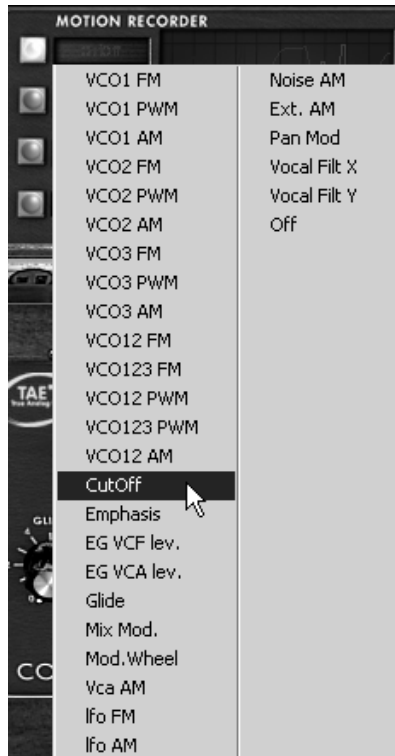 MOTION RECORDER
VCO1 FM
VCO1 PWM
VCO1 AM
VCO2 FM
VCO2 PWM
VCO2 AM
VCO3 FM
VCO3 PWM
VCO3 AM
VCO12 FM
VCO123 FM
VCO12 PWM
VCO123 PWM
VCO12 AM
CutOff
Emphasis
EG VCF lev.
EG VCA lev.
Glide
Mix Mod.
Mod.Wheel
Vca AM
lfo FM
lfo AM
Noise AM
Ext. AM
Pan Mod
Vocal Filt X
Vocal Filt Y
Off
TAE